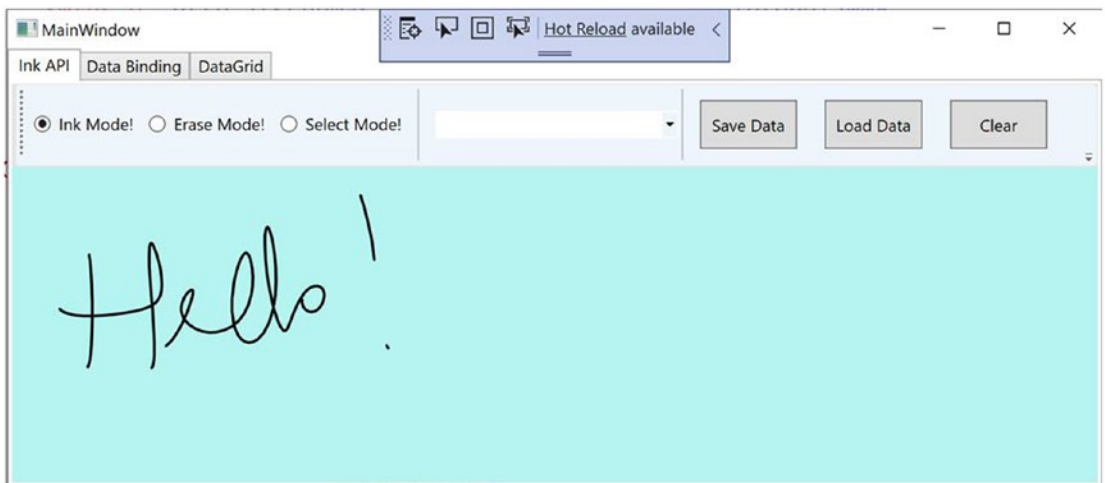 MainWindow
Hot Reload available
Ink API Data Binding DataGrid
Ink Mode! Erase Mode! Select Mode! Save Data Load Data Clear
Hello!